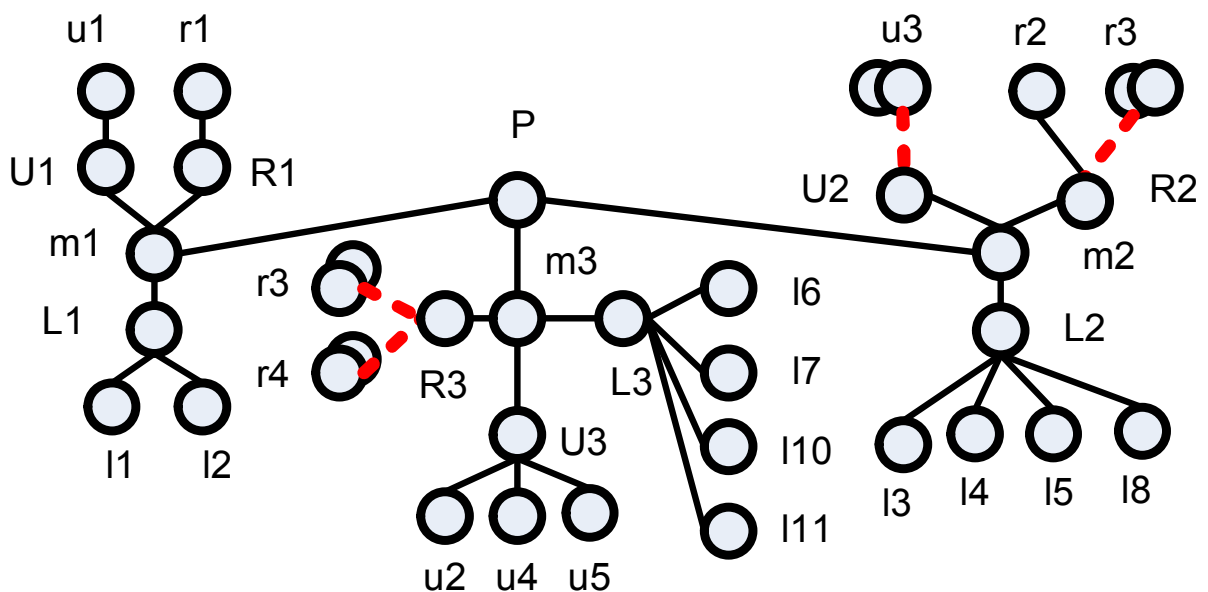 u1 r1 u3 r2 r3
P
U1 R1 U2 R2
m1 m3 m2
r3 l6
L1 L2
r4 R3 L3 l7
U3 l10
l1 l2 l3 l4 l5 l8
l11
u2 u4 u5